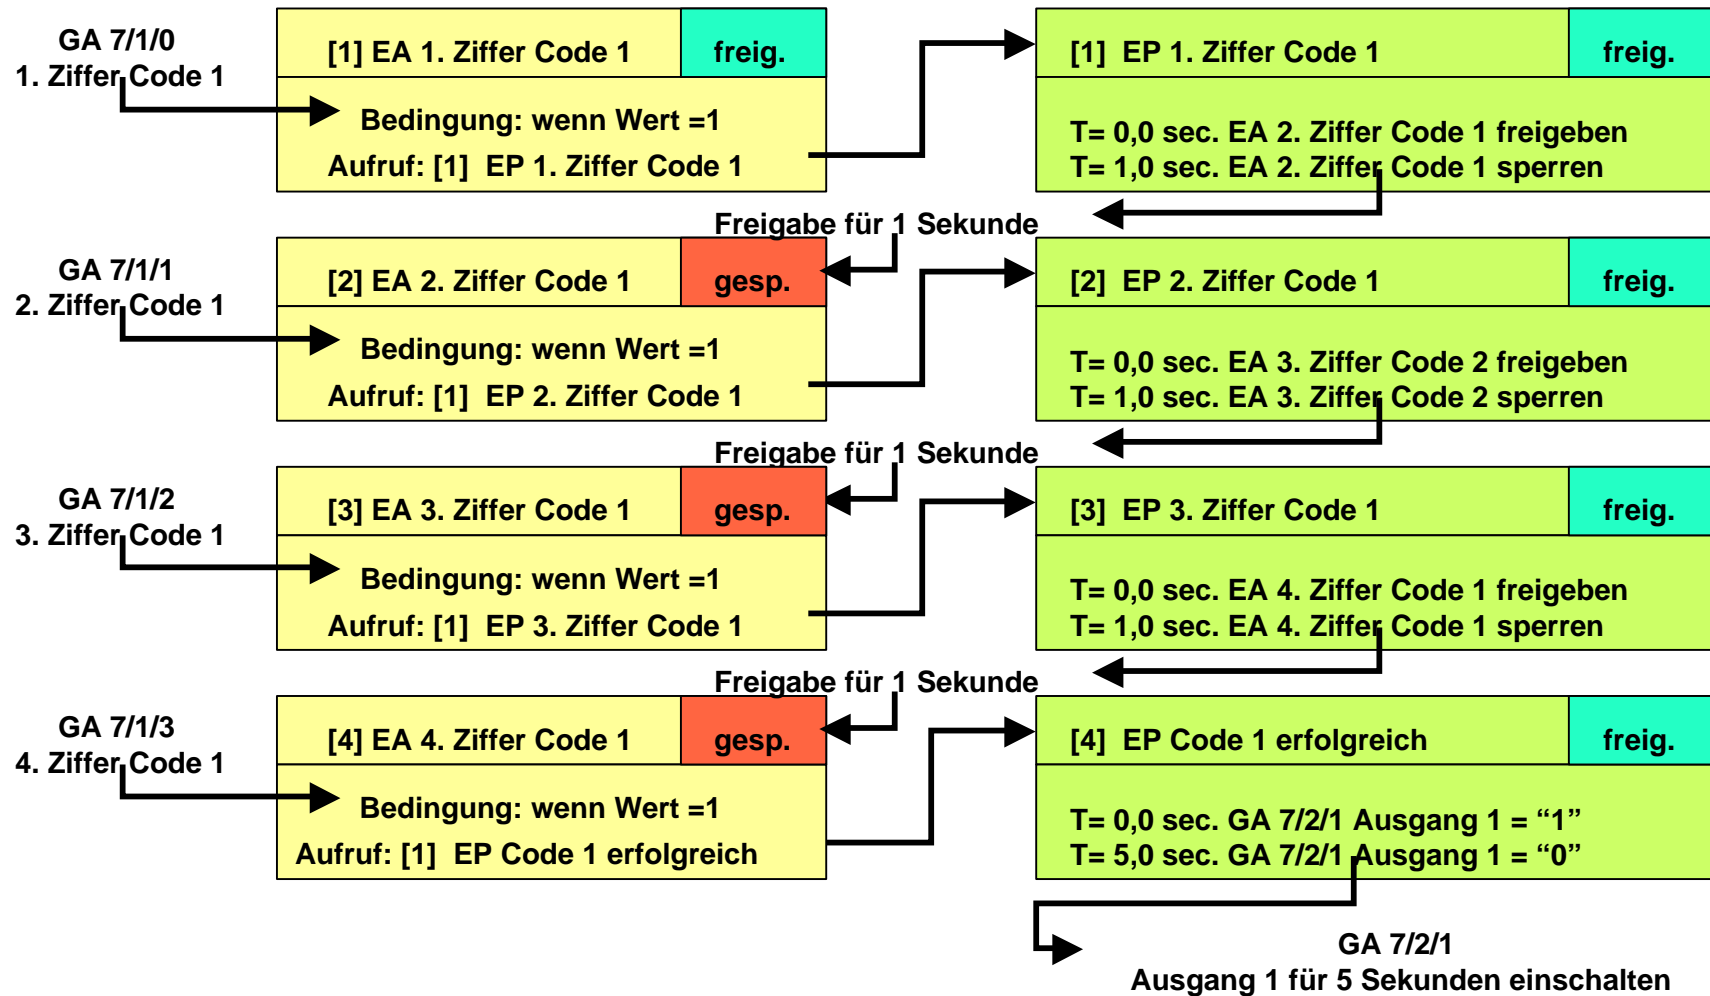 GA 7/1/0
1. Ziffer Code 1
[1] EA 1. Ziffer Code 1
freig.
Bedingung: wenn Wert =1
Aufruf: [1] EP 1. Ziffer Code 1
[1] EP 1. Ziffer Code 1
freig.
T= 0,0 sec. EA 2. Ziffer Code 1 freigeben
T= 1,0 sec. EA 2. Ziffer Code 1 sperren
Freigabe für 1 Sekunde
GA 7/1/1
2. Ziffer Code 1
[2] EA 2. Ziffer Code 1
gesp.
Bedingung: wenn Wert =1
Aufruf: [1] EP 2. Ziffer Code 1
[2] EP 2. Ziffer Code 1
freig.
T= 0,0 sec. EA 3. Ziffer Code 2 freigeben
T= 1,0 sec. EA 3. Ziffer Code 2 sperren
Freigabe für 1 Sekunde
GA 7/1/2
3. Ziffer Code 1
[3] EA 3. Ziffer Code 1
gesp.
Bedingung: wenn Wert =1
Aufruf: [1] EP 3. Ziffer Code 1
[3] EP 3. Ziffer Code 1
freig.
T= 0,0 sec. EA 4. Ziffer Code 1 freigeben
T= 1,0 sec. EA 4. Ziffer Code 1 sperren
Freigabe für 1 Sekunde
GA 7/1/3
4. Ziffer Code 1
[4] EA 4. Ziffer Code 1
gesp.
Bedingung: wenn Wert =1
Aufruf: [1] EP Code 1 erfolgreich
[4] EP Code 1 erfolgreich
freig.
T= 0,0 sec. GA 7/2/1 Ausgang 1 = “1”
T= 5,0 sec. GA 7/2/1 Ausgang 1 = “0”
GA 7/2/1
Ausgang 1 für 5 Sekunden einschalten